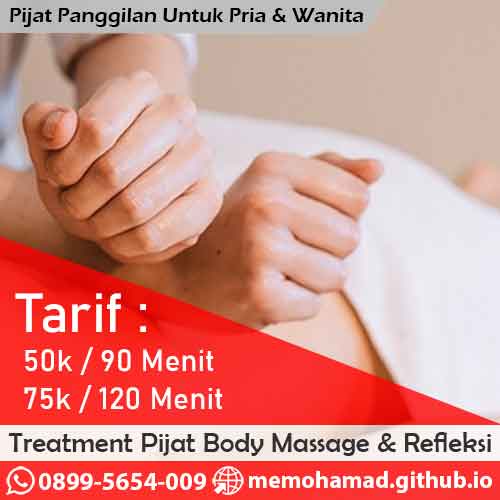 Pijat Panggilan Untuk Pria & Wanita
Tarif :
50k / 90 Menit
75k / 120 Menit
Treatment Pijat Body Massage & Refleksi
0899-5654-009 memohamad.github.io